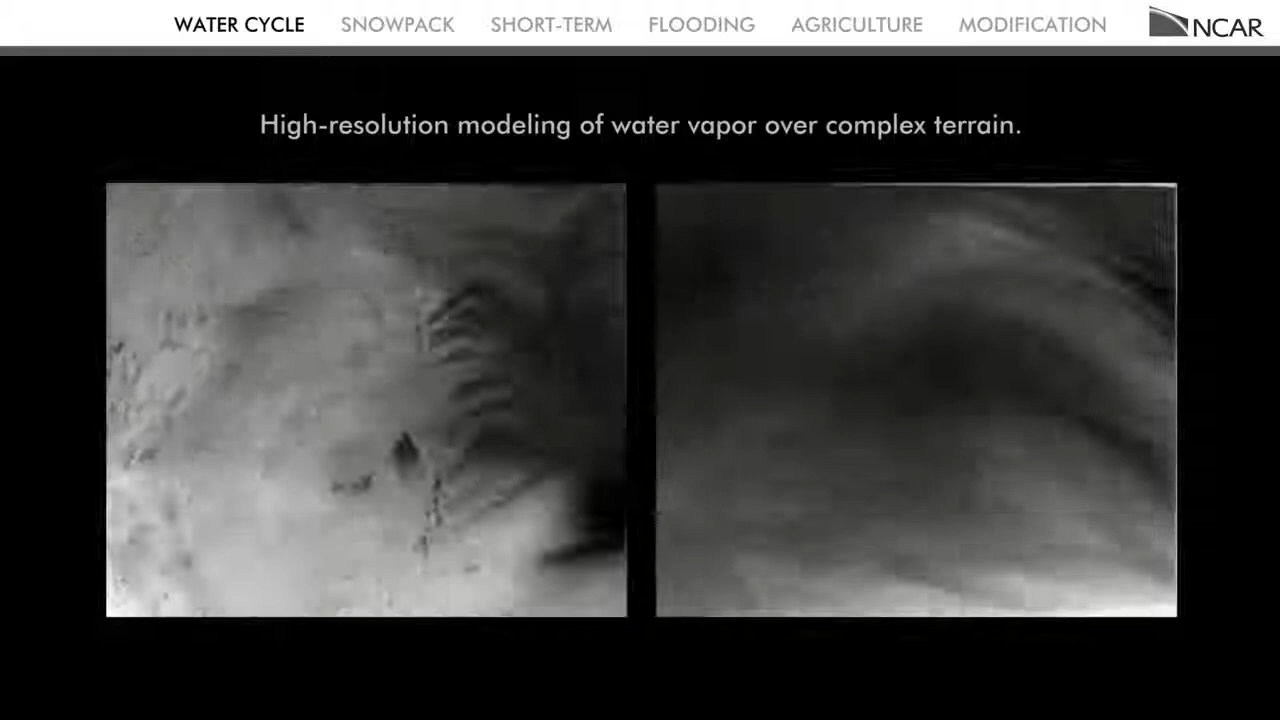 WATER CYCLE SNOWPACK SHORT-TERM FLOODING AGRICULTURE MODIFICATION NCAR
High-resolution modeling of water vapor over complex terrain.